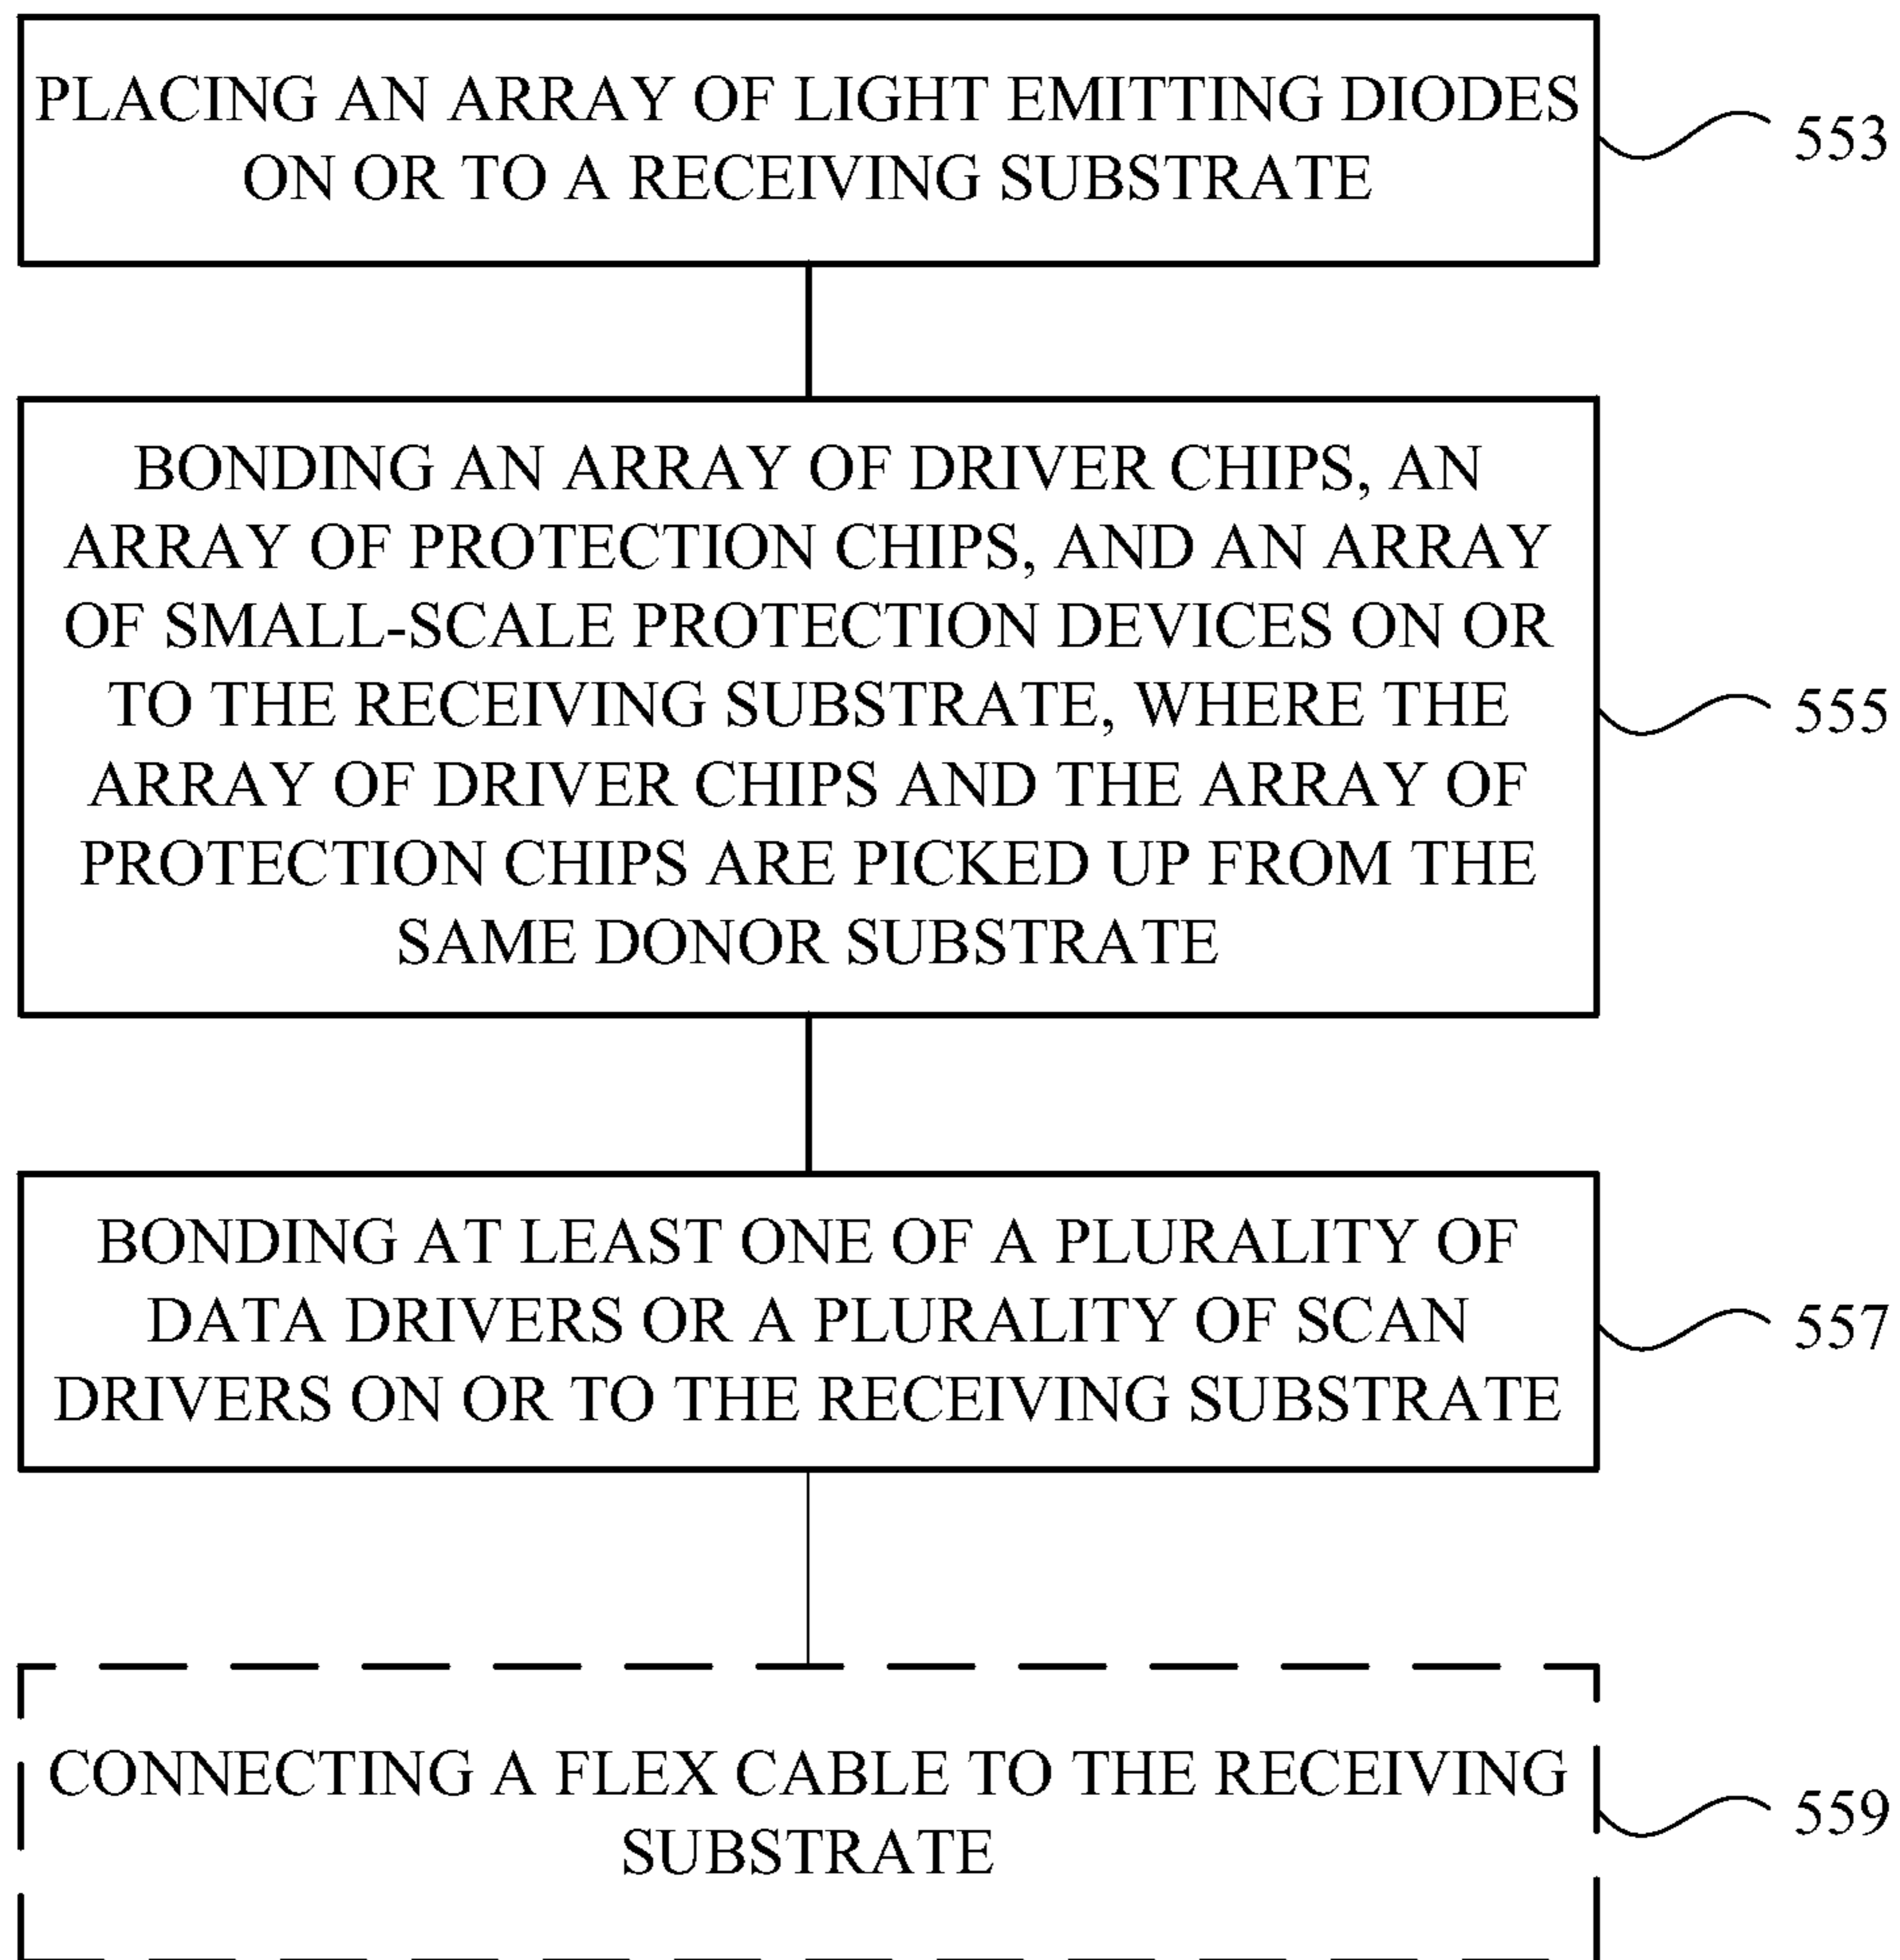 PLACING AN ARRAY OF LIGHT EMITTING DIODES
ON OR TO A RECEIVING SUBSTRATE
553
BONDING AN ARRAY OF DRIVER CHIPS, AN
ARRAY OF PROTECTION CHIPS, AND AN ARRAY
OF SMALL-SCALE PROTECTION DEVICES ON OR
TO THE RECEIVING SUBSTRATE, WHERE THE
ARRAY OF DRIVER CHIPS AND THE ARRAY OF
PROTECTION CHIPS ARE PICKED UP FROM THE
SAME DONOR SUBSTRATE
555
BONDING AT LEAST ONE OF A PLURALITY OF
DATA DRIVERS OR A PLURALITY OF SCAN
DRIVERS ON OR TO THE RECEIVING SUBSTRATE
557
CONNECTING A FLEX CABLE TO THE RECEIVING
SUBSTRATE
559